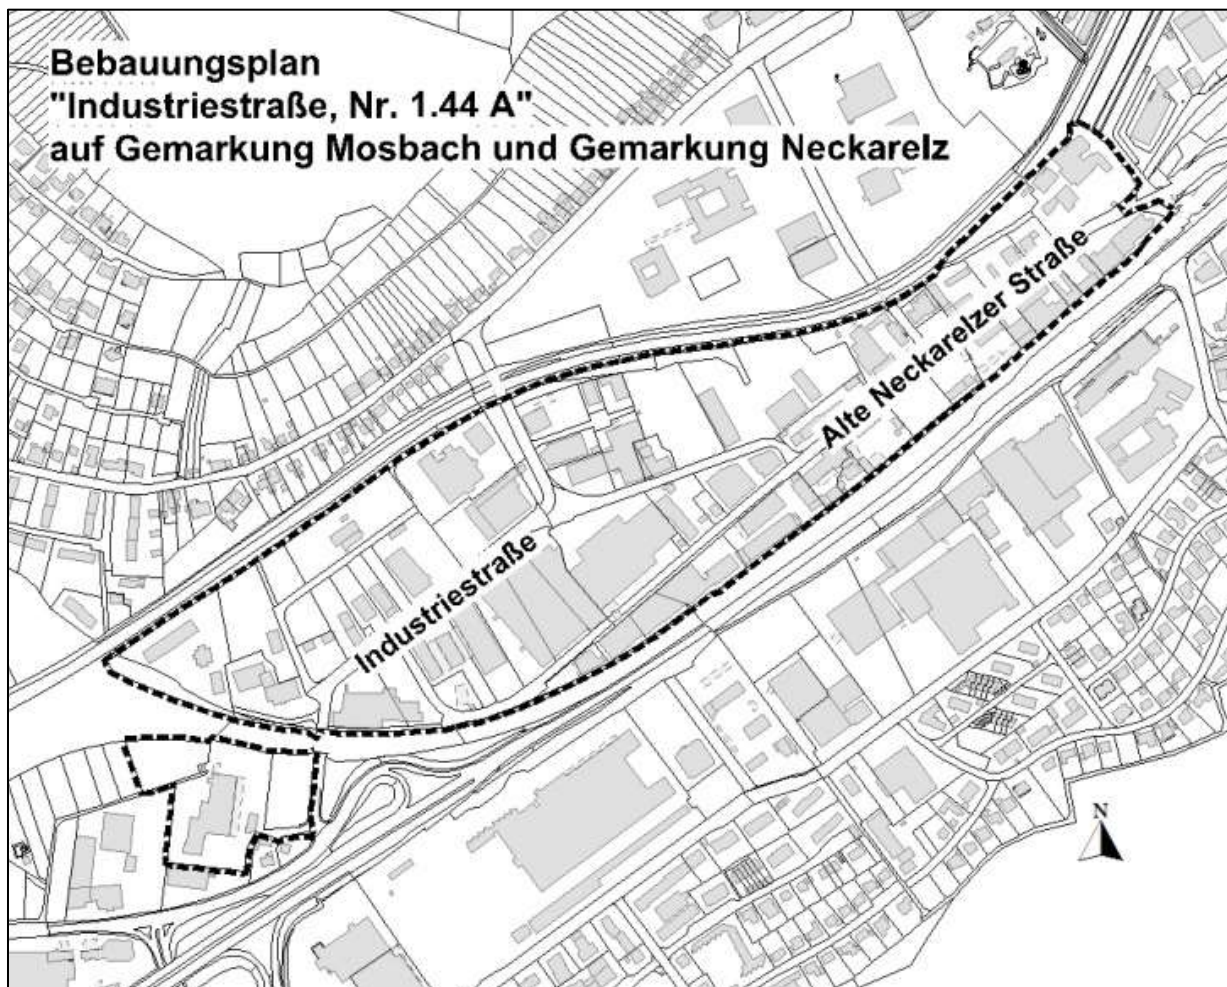 Bebauungsplan
"Industriestraße, Nr. 1.44 A"
auf Gemarkung Mosbach und Gemarkung Neckarelz
Alte Neckarelzer Straße
Industriestraße
N